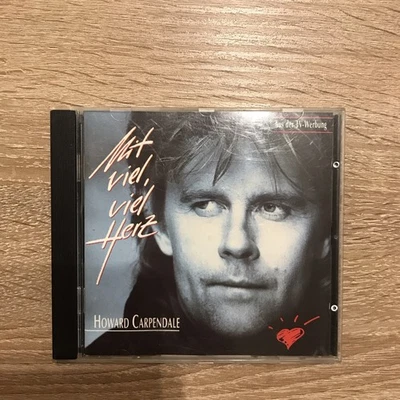 Aus der TV-Werbung
Mit
viel,
viel
Herz
HOWARD CARPENDALE